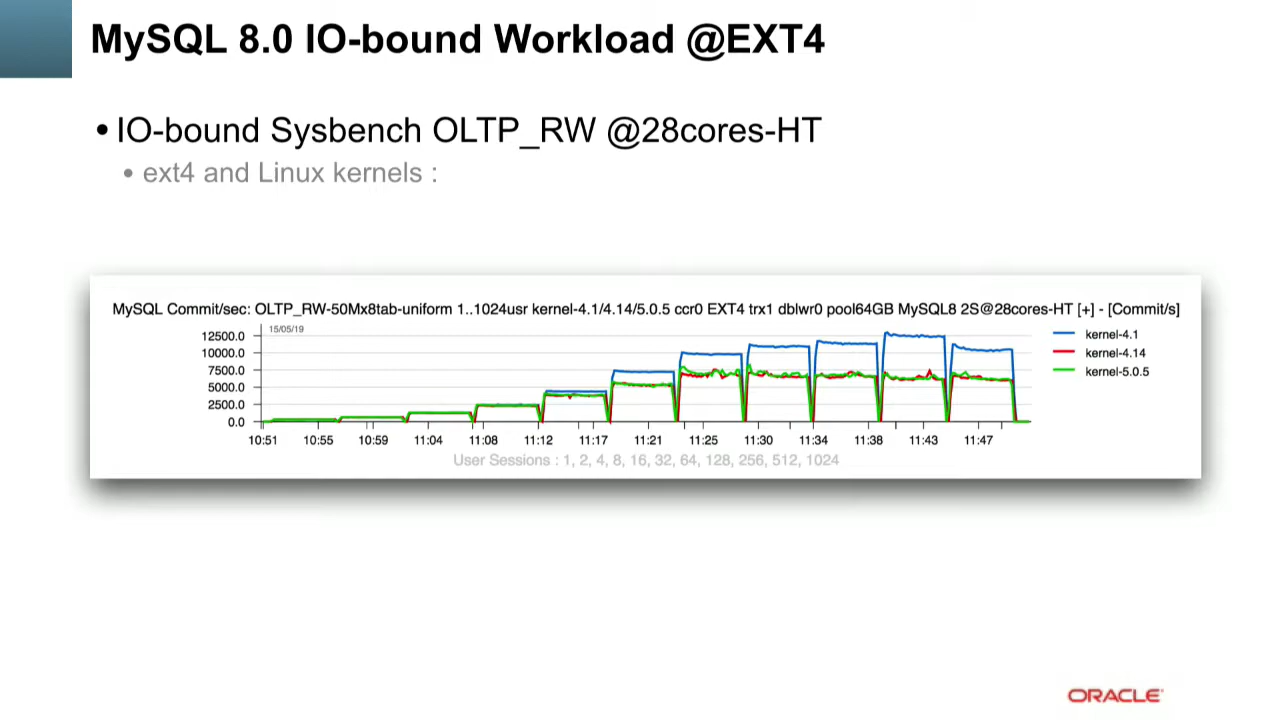 MySQL 8.0 IO-bound Workload @EXT4
• IO-bound Sysbench OLTP_RW @28cores-HT
• ext4 and Linux kernels :
MySQL Commit/sec: OLTP_RW-50Mx8tab-uniform 1..1024usr kernel-4.1/4.14/5.0.5 ccr0 EXT4 trx1 dblwr0 pool64GB MySQL8 2S@28cores-HT [+] - [Commit/s]
15/05/19
12500.0
10000.0
7500.0
5000.0
2500.0
0.0
10:51 10:55 10:59 11:04 11:08 11:12 11:17 11:21 11:25 11:30 11:34 11:38 11:43 11:47
User Sessions : 1, 2, 4, 8, 16, 32, 64, 128, 256, 512, 1024
kernel-4.1
kernel-4.14
kernel-5.0.5
ORACLE